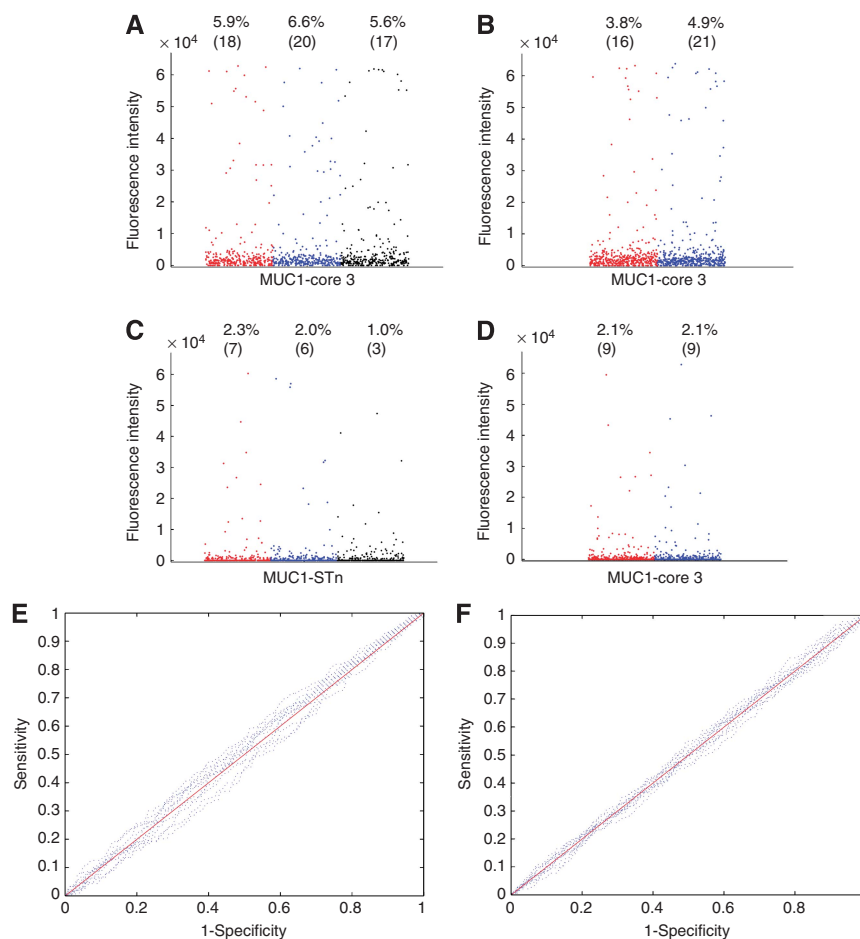 A
5.9% 6.6% 5.6%
(18) (20) (17)
× 10⁴
Fluorescence intensity
6
5
4
3
2
1
0
MUC1-core 3
B
3.8% 4.9%
(16) (21)
× 10⁴
Fluorescence intensity
6
5
4
3
2
1
0
MUC1-core 3
C
2.3% 2.0% 1.0%
(7) (6) (3)
× 10⁴
Fluorescence intensity
6
5
4
3
2
1
0
MUC1-STn
D
2.1% 2.1%
(9) (9)
× 10⁴
Fluorescence intensity
6
5
4
3
2
1
0
MUC1-core 3
E
Sensitivity
1
0.9
0.8
0.7
0.6
0.5
0.4
0.3
0.2
0.1
0
0 0.2 0.4 0.6 0.8 1
1-Specificity
F
Sensitivity
1
0.9
0.8
0.7
0.6
0.5
0.4
0.3
0.2
0.1
0
0 0.2 0.4 0.6 0.8
1-Specificity